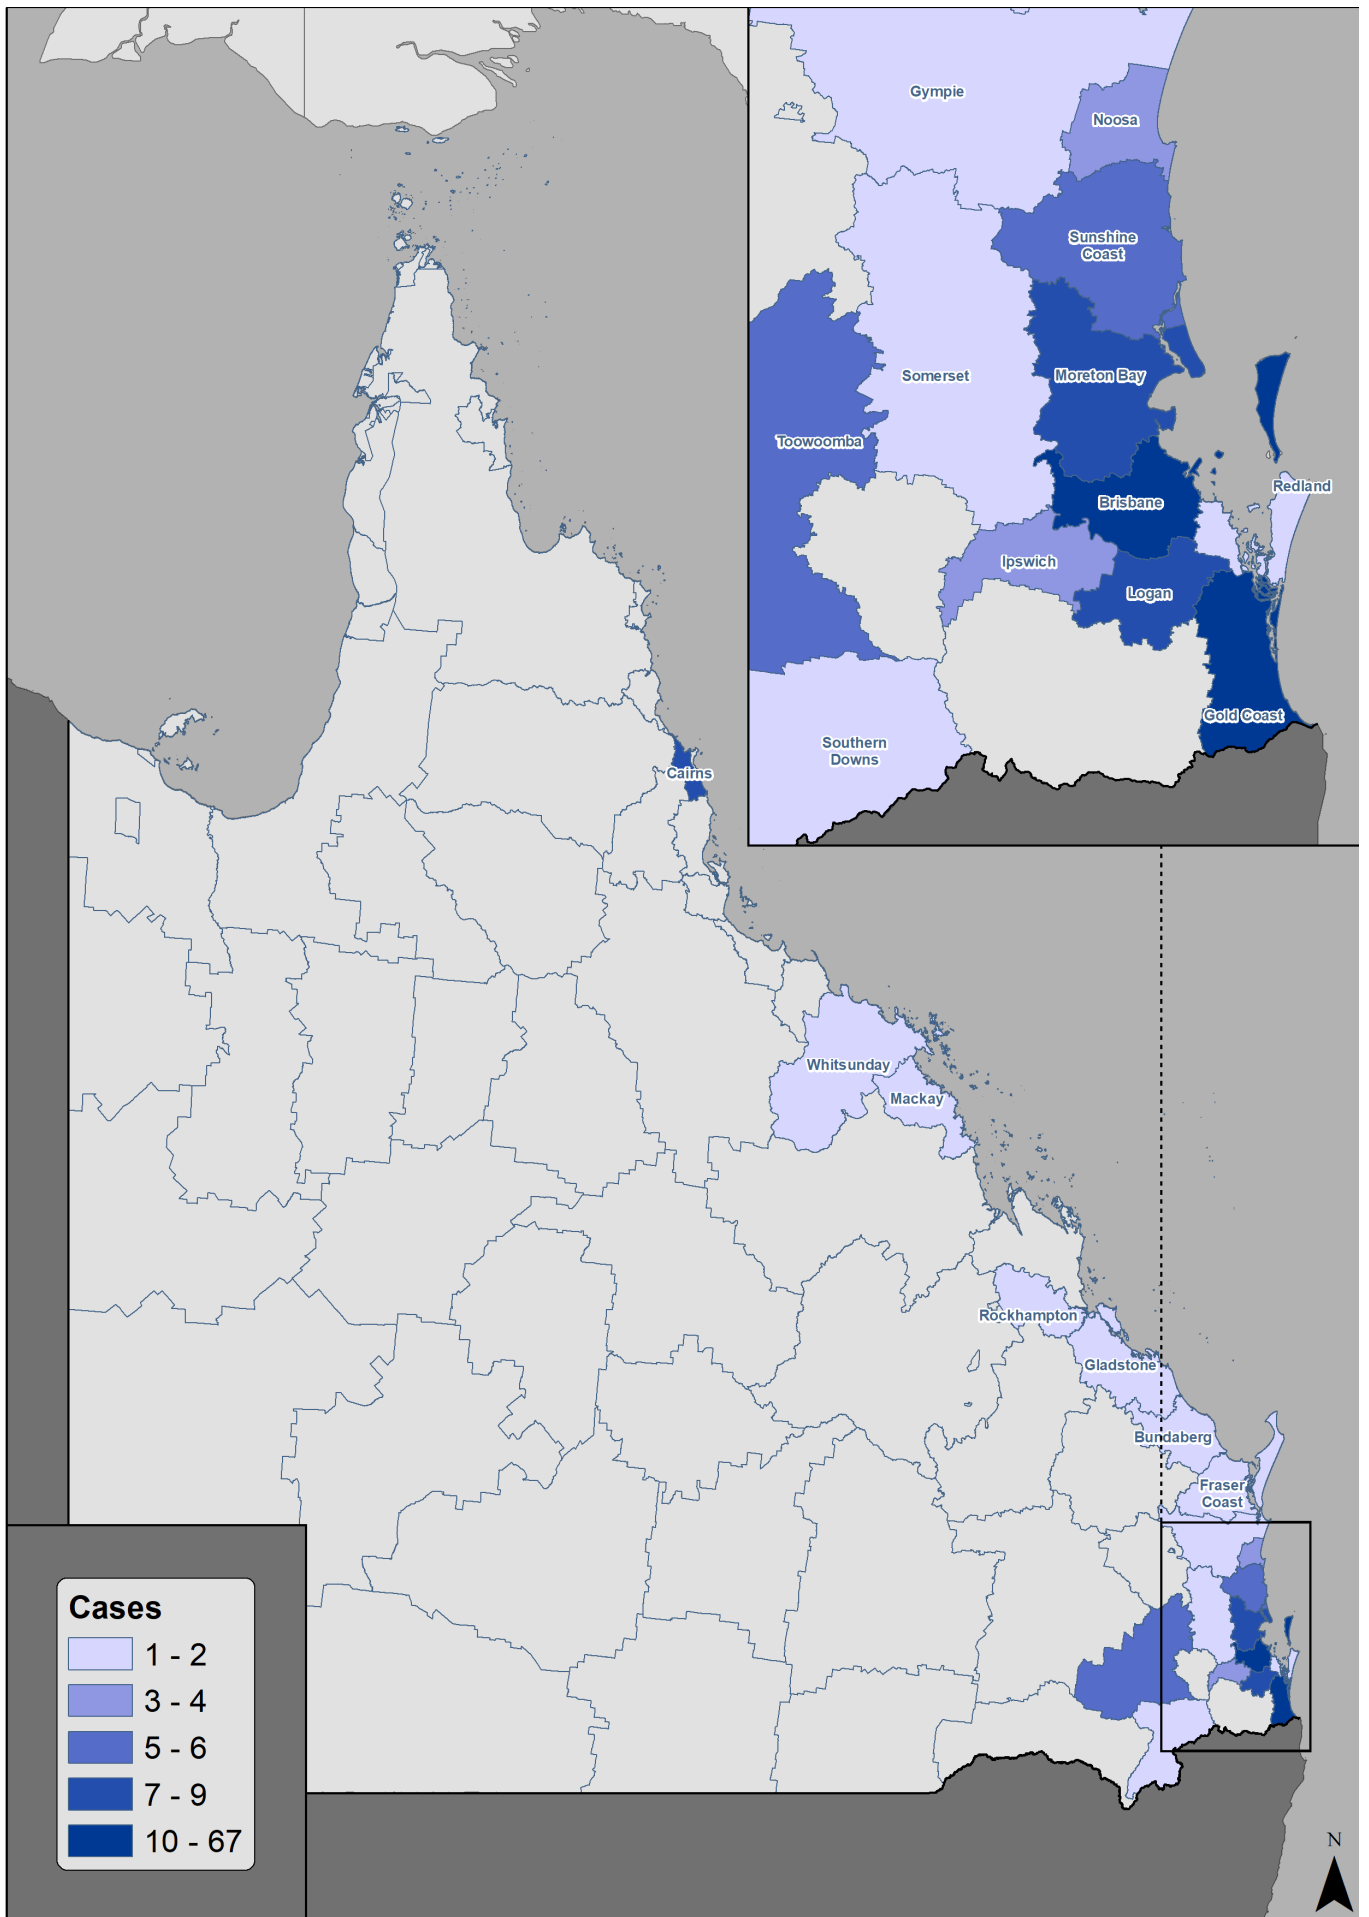 Gympie
Noosa
Sunshine
Coast
Somerset
Moreton Bay
Toowoomba
Redland
Brisbane
Ipswich
Logan
Gold Coast
Southern
Downs
Cairns
Whitsunday
Mackay
Rockhampton
Gladstone
Bundaberg
Fraser
Coast
Cases
1 - 2
3 - 4
5 - 6
7 - 9
10 - 67
N